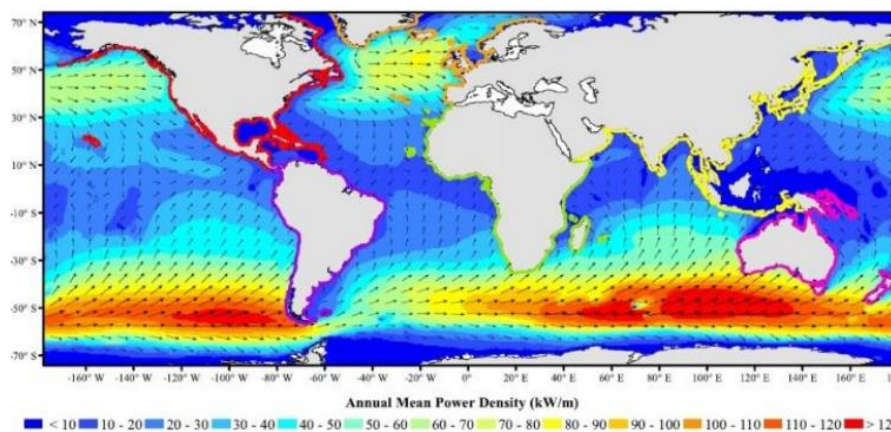 70° N
50° N
30° N
10° N
-10° S
-30° S
-50° S
-70° S
-160° W -140° W -120° W -100° W -80° W -60° W -40° W -20° W 0° 20° E 40° E 60° E 80° E 100° E 120° E 140° E 160° E
Annual Mean Power Density (kW/m)
< 10 10 - 20 20 - 30 30 - 40 40 - 50 50 - 60 60 - 70 70 - 80 80 - 90 90 - 100 100 - 110 110 - 120 > 12